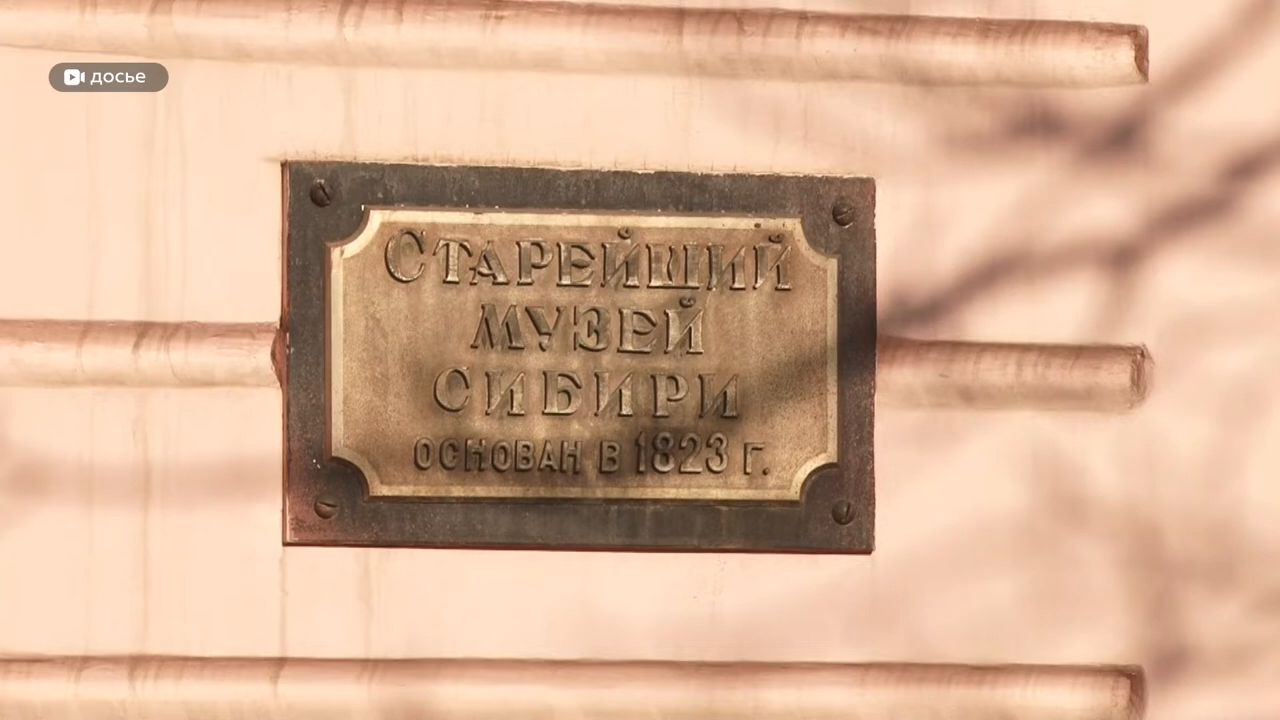 досье
Старейший
музей
Сибири
основан в 1823 г.